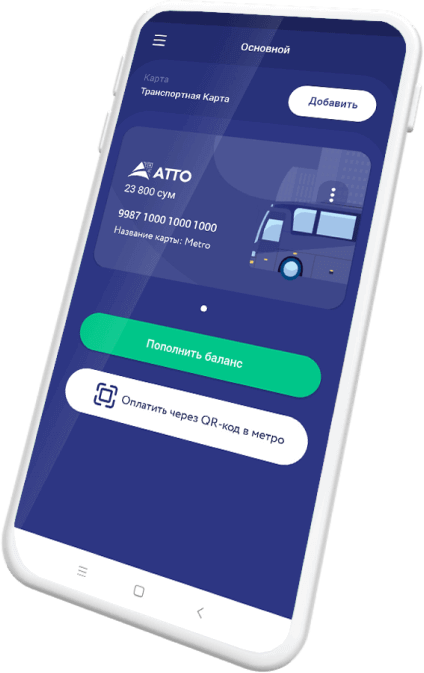 Основной
Карта
Транспортная Карта
Добавить
ATTO
23 800 сум
9987 1000 1000 1000
Название карты: Metro
Пополнить баланс
Оплатить через QR-код в метро